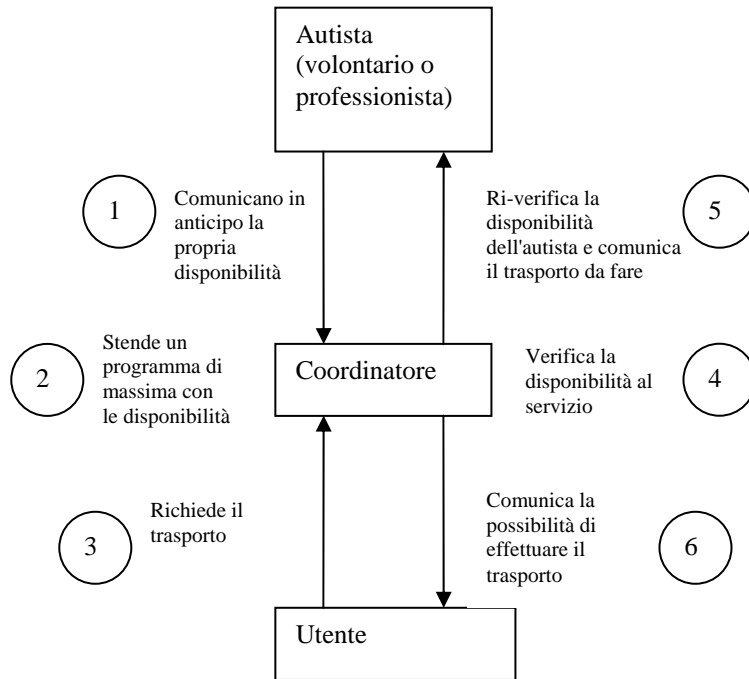 Autista
(volontario o
professionista)
1
Comunicano in
anticipo la
propria
disponibilità
Ri-verifica la
disponibilità
dell'autista e comunica
il trasporto da fare
5
2
Stende un
programma di
massima con
le disponibilità
Coordinatore
Verifica la
disponibilità al
servizio
4
3
Richiede il
trasporto
Comunica la
possibilità di
effettuare il
trasporto
6
Utente